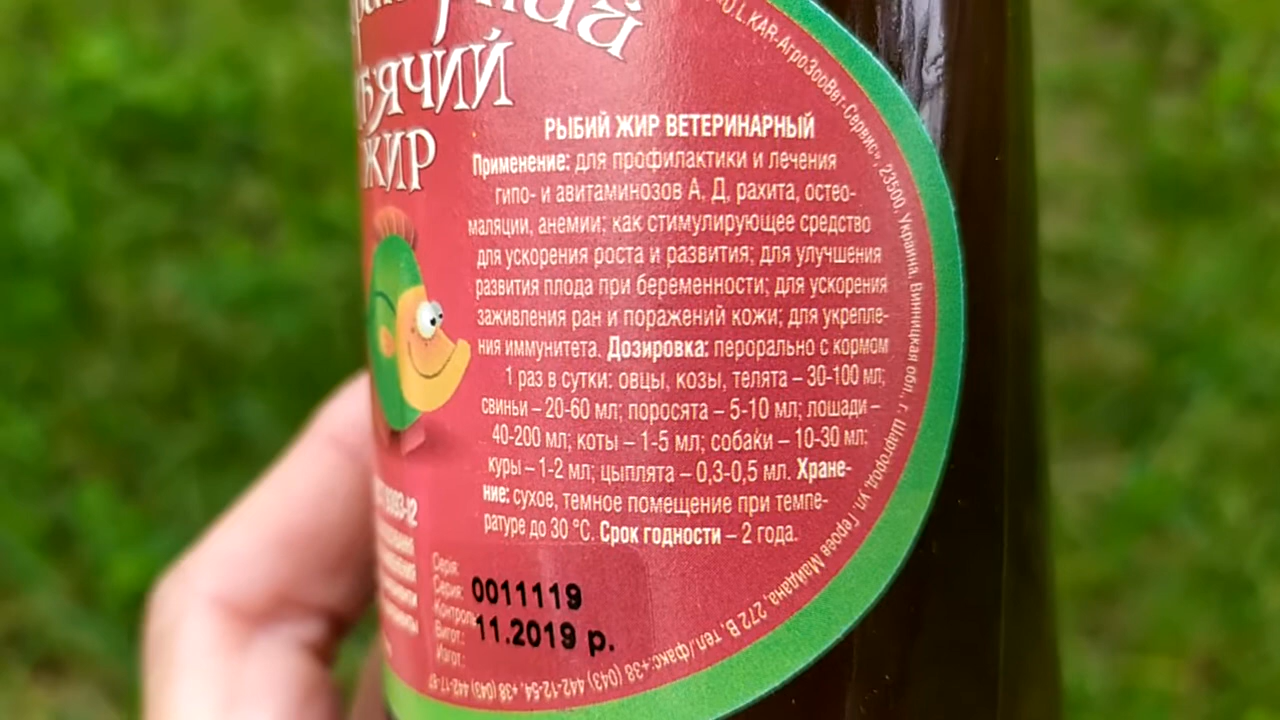 РЫБИЙ ЖИР ВЕТЕРИНАРНЫЙ
Применение: для профилактики и лечения
гипо- и авитаминозов А, Д, рахита, остео-
маляции, анемии; как стимулирующее средство
для ускорения роста и развития; для улучшения
развития плода при беременности; для ускорения
заживления ран и поражений кожи; для укрепле-
ния иммунитета. Дозировка: перорально с кормом
1 раз в сутки: овцы, козы, телята – 30-100 мл;
свиньи – 20-60 мл; поросята – 5-10 мл; лошади –
40-200 мл; коты – 1-5 мл; собаки – 10-30 мл;
куры – 1-2 мл; цыплята – 0,3-0,5 мл. Хране-
ние: сухое, темное помещение при темпе-
ратуре до 30 °С. Срок годности – 2 года.
ЖИР
Серія:
Серия: 0011119
Контроль
Вигот: 11.2019 р.
Изгот:
O.L.KAR-АгроЗооВет-Сервис», 23500, Украина, Винницкая обл., г. Шаргород, ул. Героев Майдана, 272 В, тел./факс:+38 (043) 442-12-54, +38 (043) 442-17-